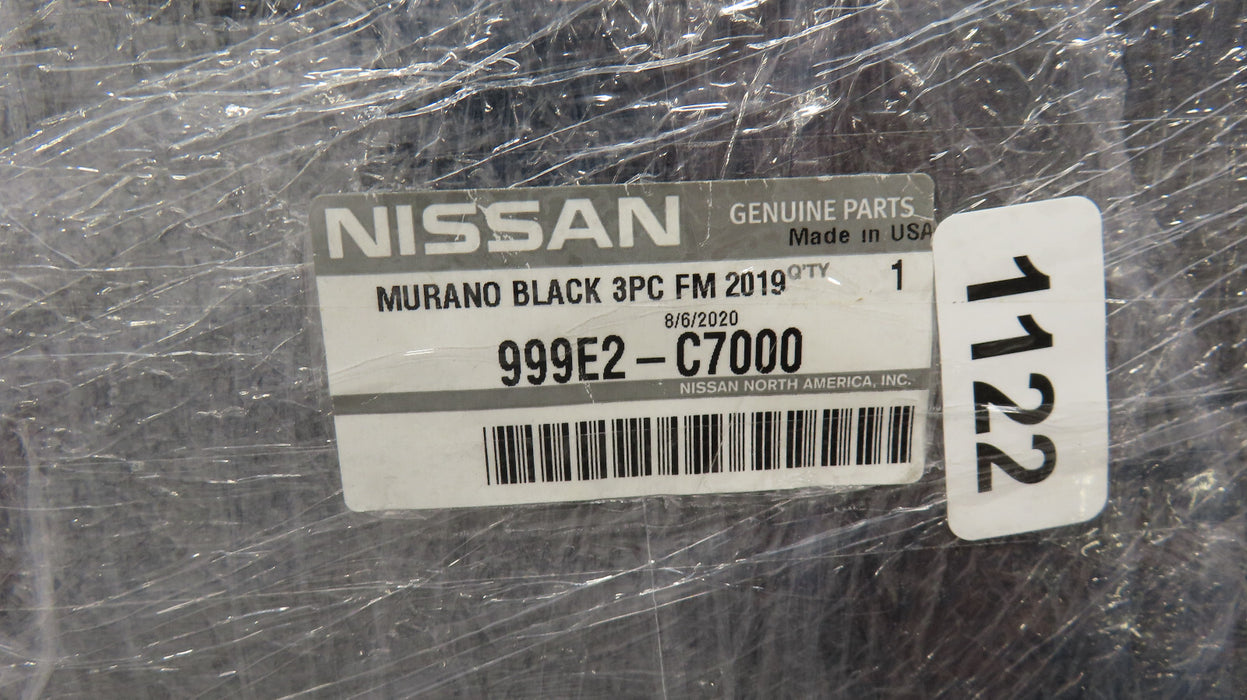 NISSAN GENUINE PARTS
Made in USA
MURANO BLACK 3PC FM 2019 Q'TY 1
8/6/2020
999E2-C7000
NISSAN NORTH AMERICA, INC.
1122